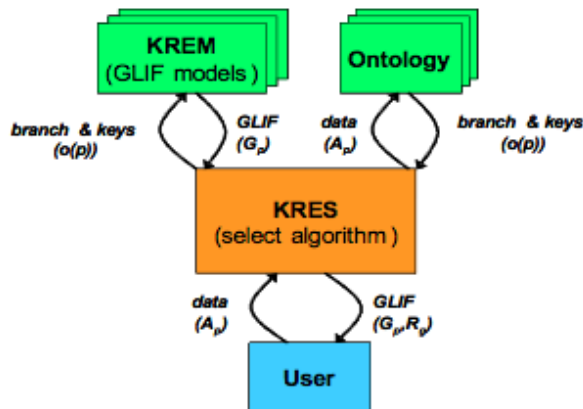 KREM
(GLIF models)
Ontology
branch & keys
(o(p))
GLIF
(Gp)
data
(Ap)
branch & keys
(o(p))
KRES
(select algorithm)
data
(Ap)
GLIF
(Gp,Rg)
User